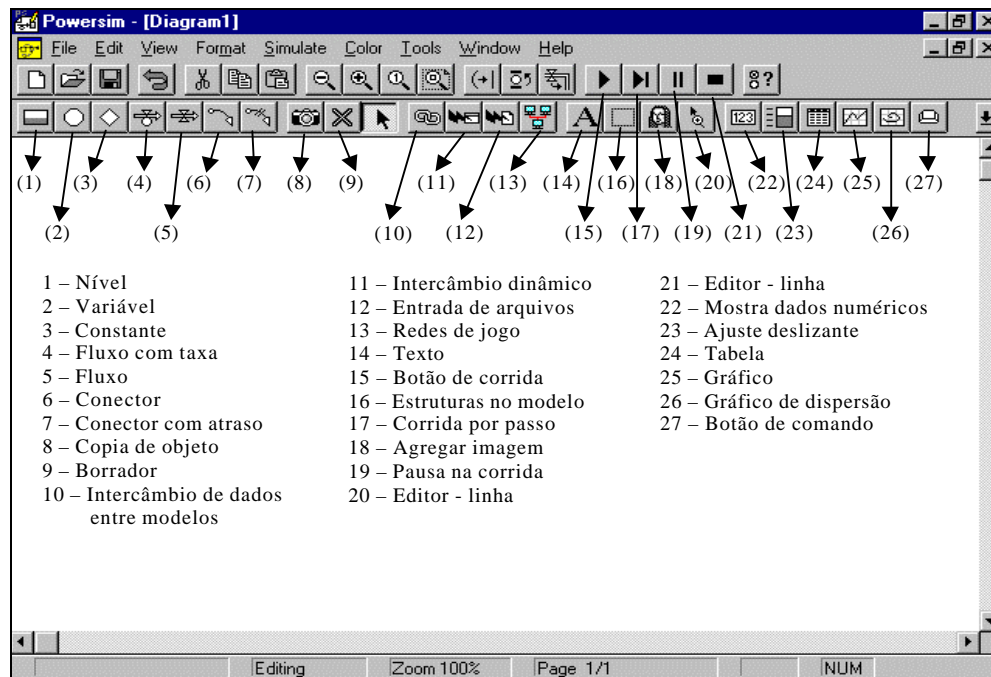 Powersim - [Diagram1]
File Edit View Format Simulate Color Tools Window Help
8?
A 123
(1) (3) (4) (6) (7) (8) (9) (11) (13) (14) (16) (18) (20) (22) (24) (25) (27)
(2) (5) (10) (12) (15) (17) (19) (21) (23) (26)
1 – Nível
2 – Variável
3 – Constante
4 – Fluxo com taxa
5 – Fluxo
6 – Conector
7 – Conector com atraso
8 – Copia de objeto
9 – Borrador
10 – Intercâmbio de dados
entre modelos
11 – Intercâmbio dinâmico
12 – Entrada de arquivos
13 – Redes de jogo
14 – Texto
15 – Botão de corrida
16 – Estruturas no modelo
17 – Corrida por passo
18 – Agregar imagem
19 – Pausa na corrida
20 – Editor - linha
21 – Editor - linha
22 – Mostra dados numéricos
23 – Ajuste deslizante
24 – Tabela
25 – Gráfico
26 – Gráfico de dispersão
27 – Botão de comando
Editing Zoom 100% Page 1/1 NUM